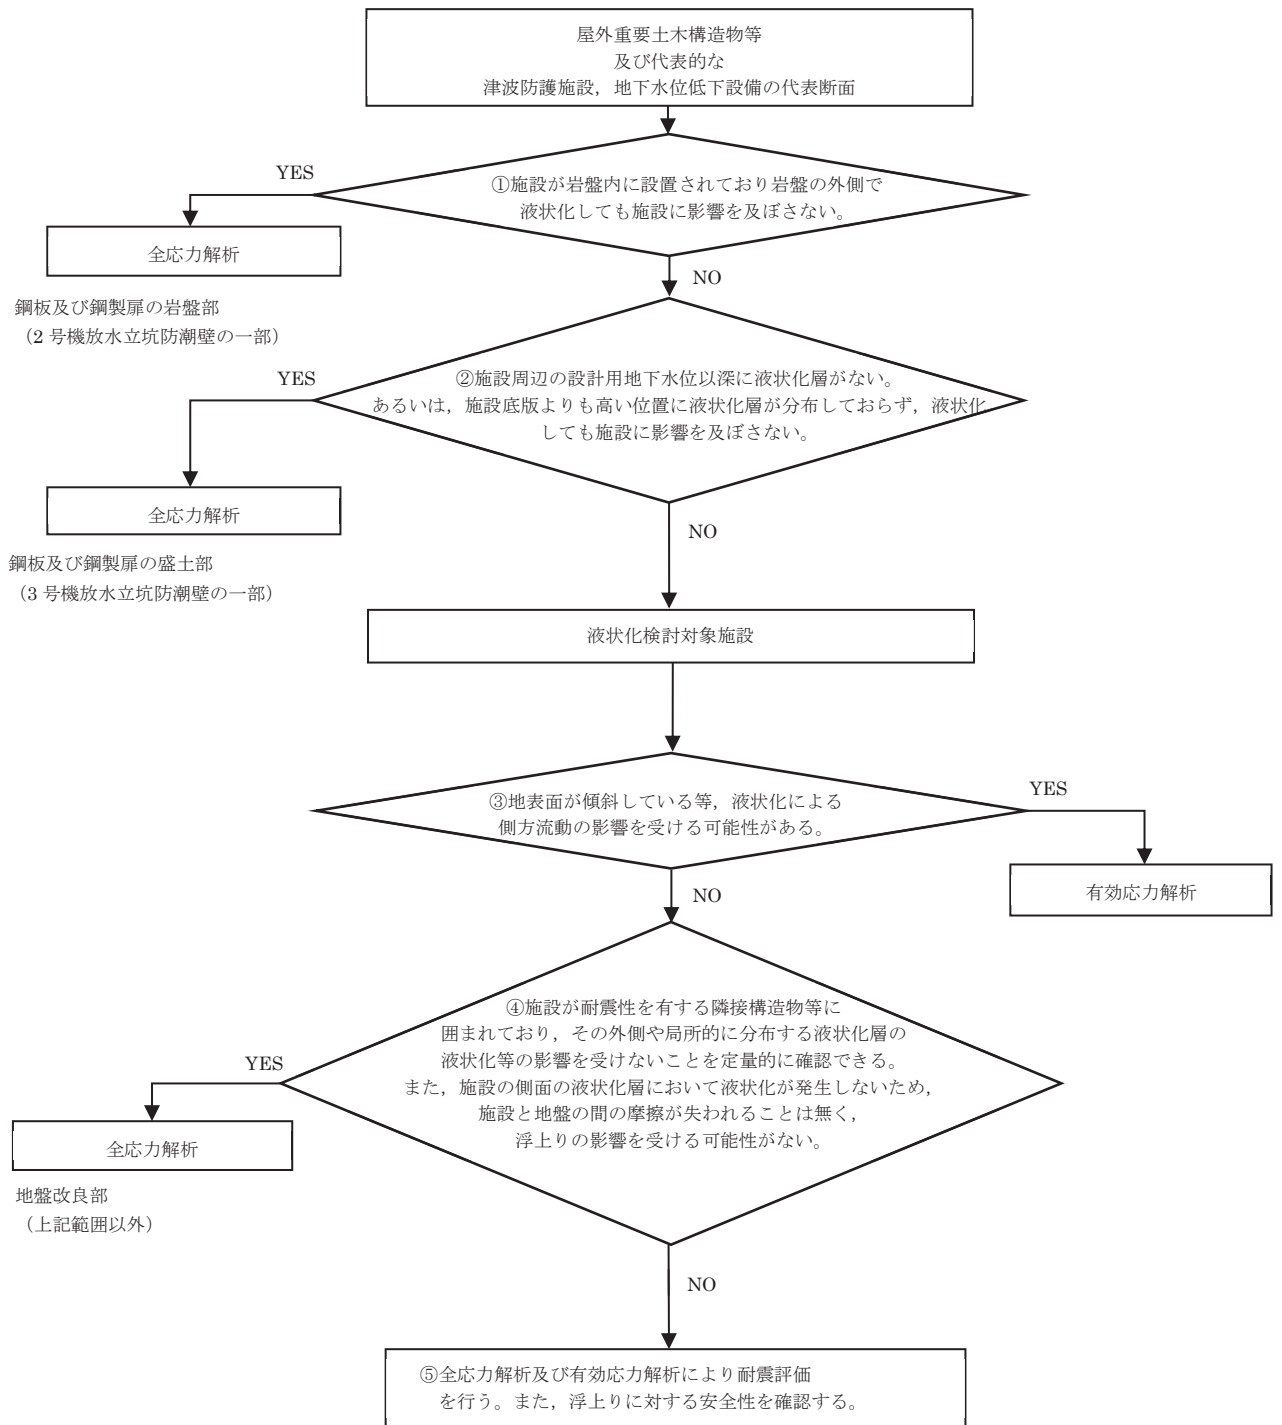 屋外重要土木構造物等
及び代表的な
津波防護施設，地下水位低下設備の代表断面
YES
①施設が岩盤内に設置されており岩盤の外側で
液状化しても施設に影響を及ぼさない。
全応力解析
NO
鋼板及び鋼製扉の岩盤部
（2 号機放水立坑防潮壁の一部）
YES
②施設周辺の設計用地下水位以深に液状化層がない。
あるいは，施設底版よりも高い位置に液状化層が分布しておらず，液状化
しても施設に影響を及ぼさない。
全応力解析
NO
鋼板及び鋼製扉の盛土部
（3 号機放水立坑防潮壁の一部）
液状化検討対象施設
③地表面が傾斜している等，液状化による
側方流動の影響を受ける可能性がある。
YES
有効応力解析
NO
④施設が耐震性を有する隣接構造物等に
囲まれており，その外側や局所的に分布する液状化層の
液状化等の影響を受けないことを定量的に確認できる。
また，施設の側面の液状化層において液状化が発生しないため，
施設と地盤の間の摩擦が失われることは無く，
浮上りの影響を受ける可能性がない。
YES
全応力解析
地盤改良部
（上記範囲以外）
NO
⑤全応力解析及び有効応力解析により耐震評価
を行う。また，浮上りに対する安全性を確認する。